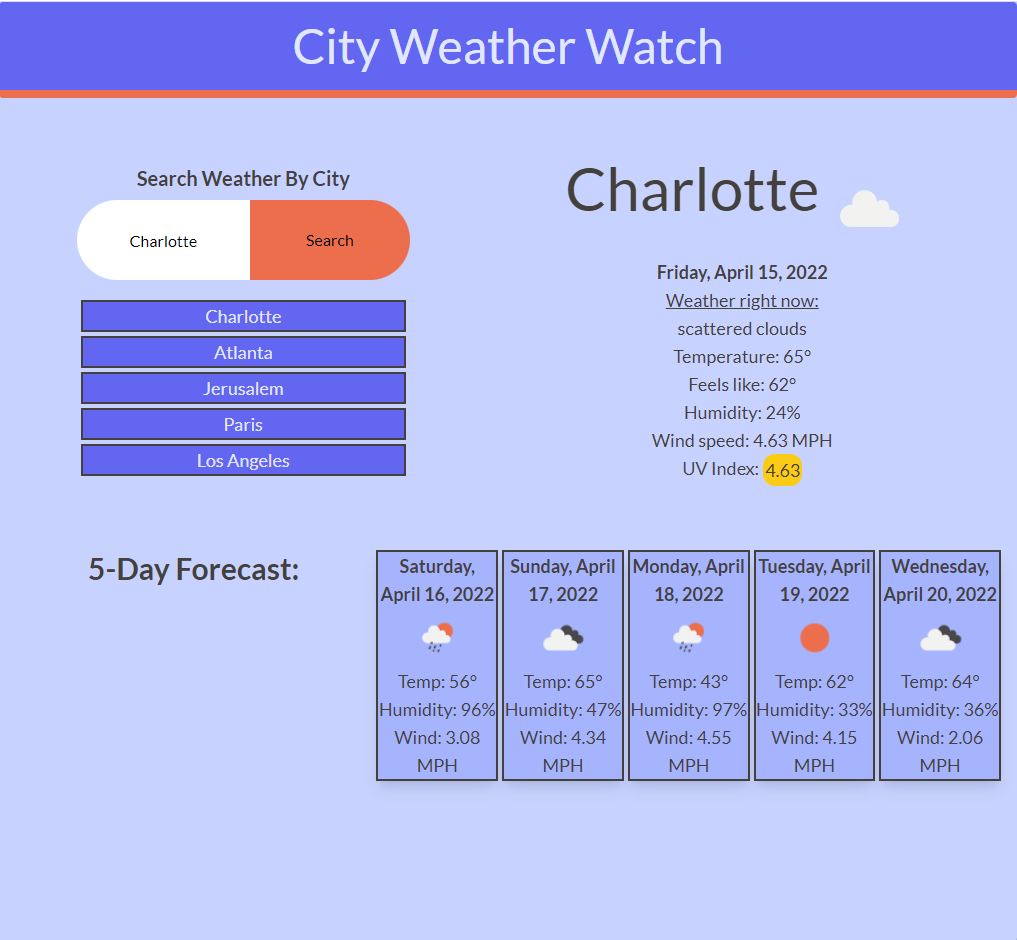 City Weather Watch
Search Weather By City
Charlotte
Search
Charlotte
Atlanta
Jerusalem
Paris
Los Angeles
Charlotte
Friday, April 15, 2022
Weather right now:
scattered clouds
Temperature: 65°
Feels like: 62°
Humidity: 24%
Wind speed: 4.63 MPH
UV Index: 4.63
5-Day Forecast:
Saturday,
April 16, 2022
Temp: 56°
Humidity: 96%
Wind: 3.08
MPH
Sunday, April
17, 2022
Temp: 65°
Humidity: 47%
Wind: 4.34
MPH
Monday, April
18, 2022
Temp: 43°
Humidity: 97%
Wind: 4.55
MPH
Tuesday, April
19, 2022
Temp: 62°
Humidity: 33%
Wind: 4.15
MPH
Wednesday,
April 20, 2022
Temp: 64°
Humidity: 36%
Wind: 2.06
MPH